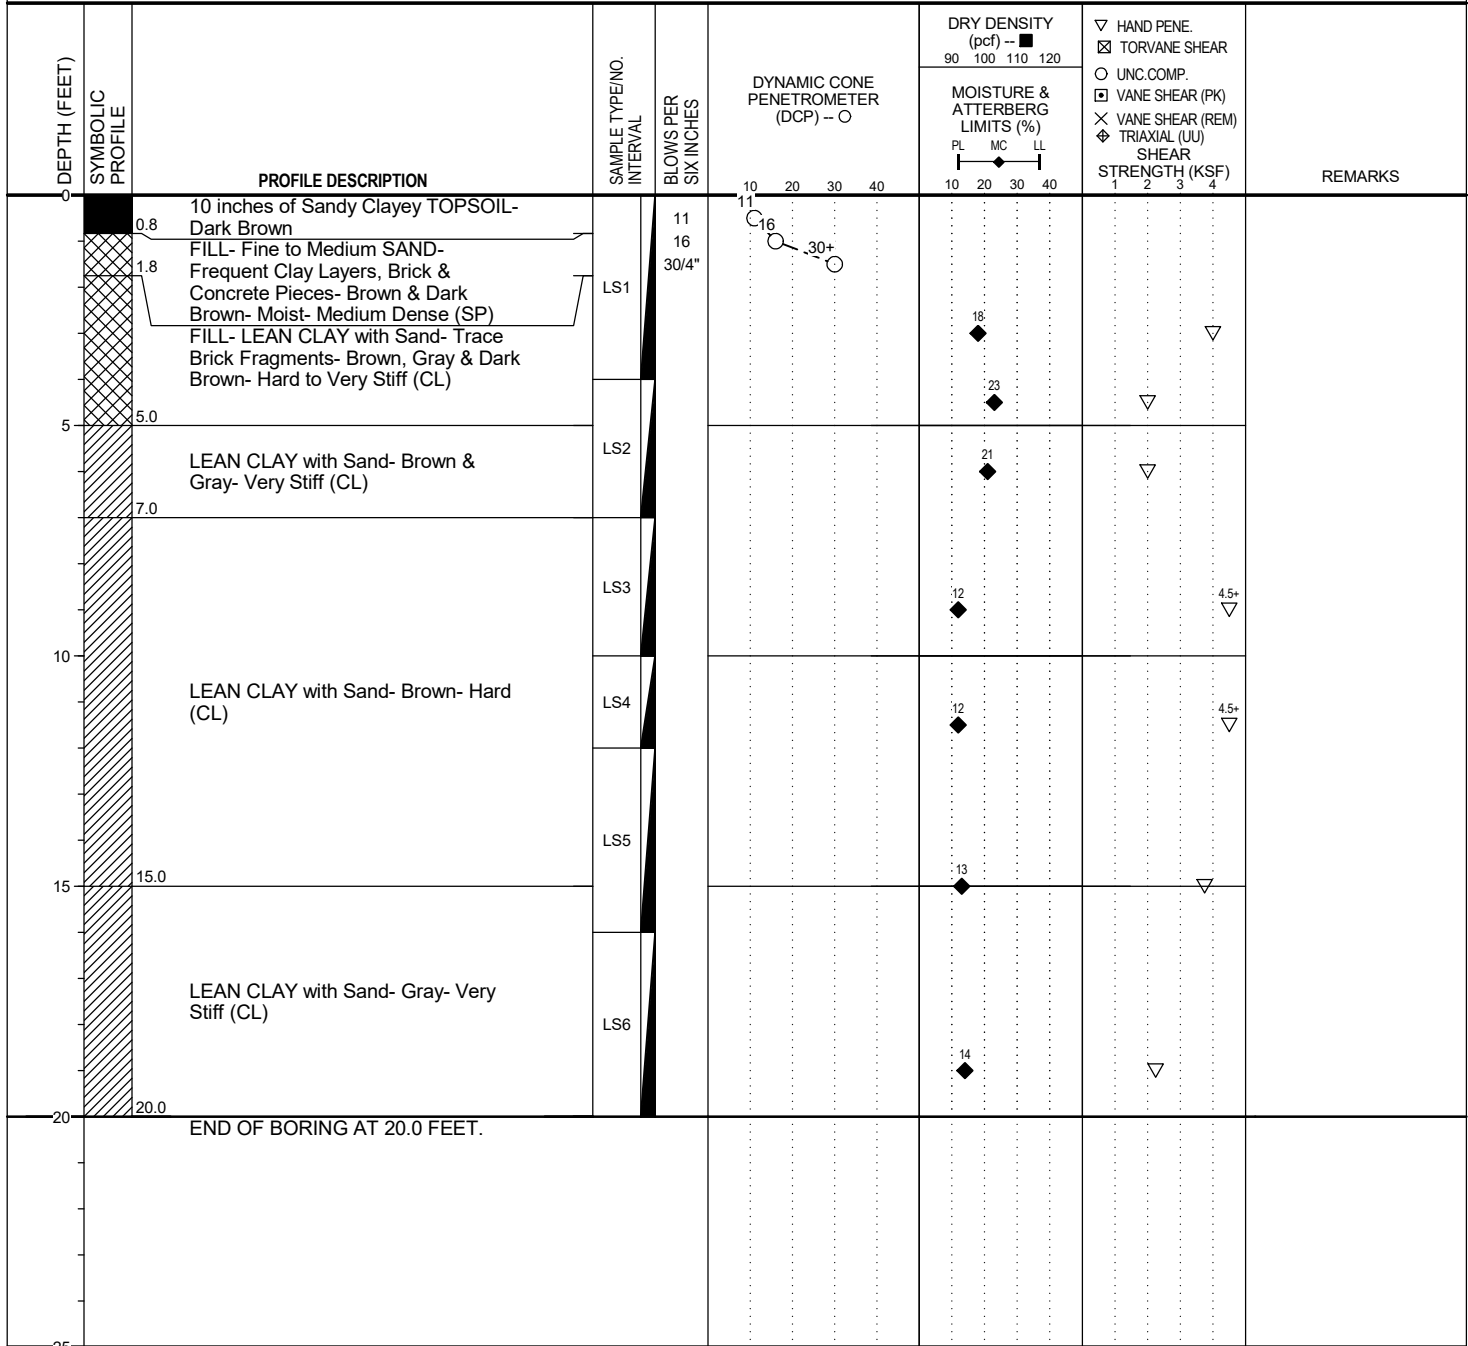 DEPTH (FEET)
SYMBOLIC
PROFILE
PROFILE DESCRIPTION
SAMPLE TYPE/NO.
INTERVAL
BLOWS PER
SIX INCHES
DYNAMIC CONE
PENETROMETER
(DCP) -- ○
10 20 30 40
DRY DENSITY
(pcf) -- ■
90 100 110 120
MOISTURE &
ATTERBERG
LIMITS (%)
PL MC LL
10 20 30 40
▽ HAND PENE.
⊠ TORVANE SHEAR
○ UNC.COMP.
⊡ VANE SHEAR (PK)
× VANE SHEAR (REM)
TRIAXIAL (UU)
SHEAR
STRENGTH (KSF)
1 2 3 4
REMARKS
0
10 inches of Sandy Clayey TOPSOIL-
Dark Brown
0.8
FILL- Fine to Medium SAND-
Frequent Clay Layers, Brick &
Concrete Pieces- Brown & Dark
Brown- Moist- Medium Dense (SP)
1.8
FILL- LEAN CLAY with Sand- Trace
Brick Fragments- Brown, Gray & Dark
Brown- Hard to Very Stiff (CL)
LS1
11
16
30/4"
11
16
30+
18
23
5.0
5
LEAN CLAY with Sand- Brown &
Gray- Very Stiff (CL)
LS2
21
7.0
LS3
12
4.5+
10
LEAN CLAY with Sand- Brown- Hard
(CL)
LS4
12
4.5+
LS5
15.0
13
15
LEAN CLAY with Sand- Gray- Very
Stiff (CL)
LS6
14
20.0
20
END OF BORING AT 20.0 FEET.